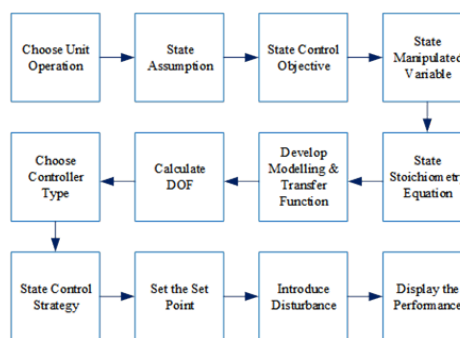 Choose Unit
Operation
State
Assumption
State Control
Objective
State
Manipulated
Variable
State
Stoichiometry
Equation
Develop
Modelling &
Transfer
Function
Calculate
DOF
Choose
Controller
Type
State Control
Strategy
Set the Set
Point
Introduce
Disturbance
Display the
Performance